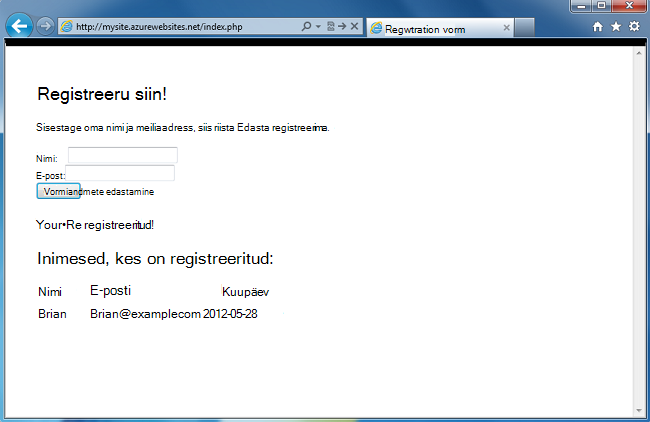 http://mysite.azurewebsites.net/index.php
Regwtration vorm
Registreeru siin!
Sisestage oma nimi ja meiliaadress, siis riista Edasta registreerima.
Nimi:
E-post:
Vormiandmete edastamine
Your•Re registreeritud!
Inimesed, kes on registreeritud:
Nimi E-posti Kuupäev
Brian Brian@examplecom 2012-05-28